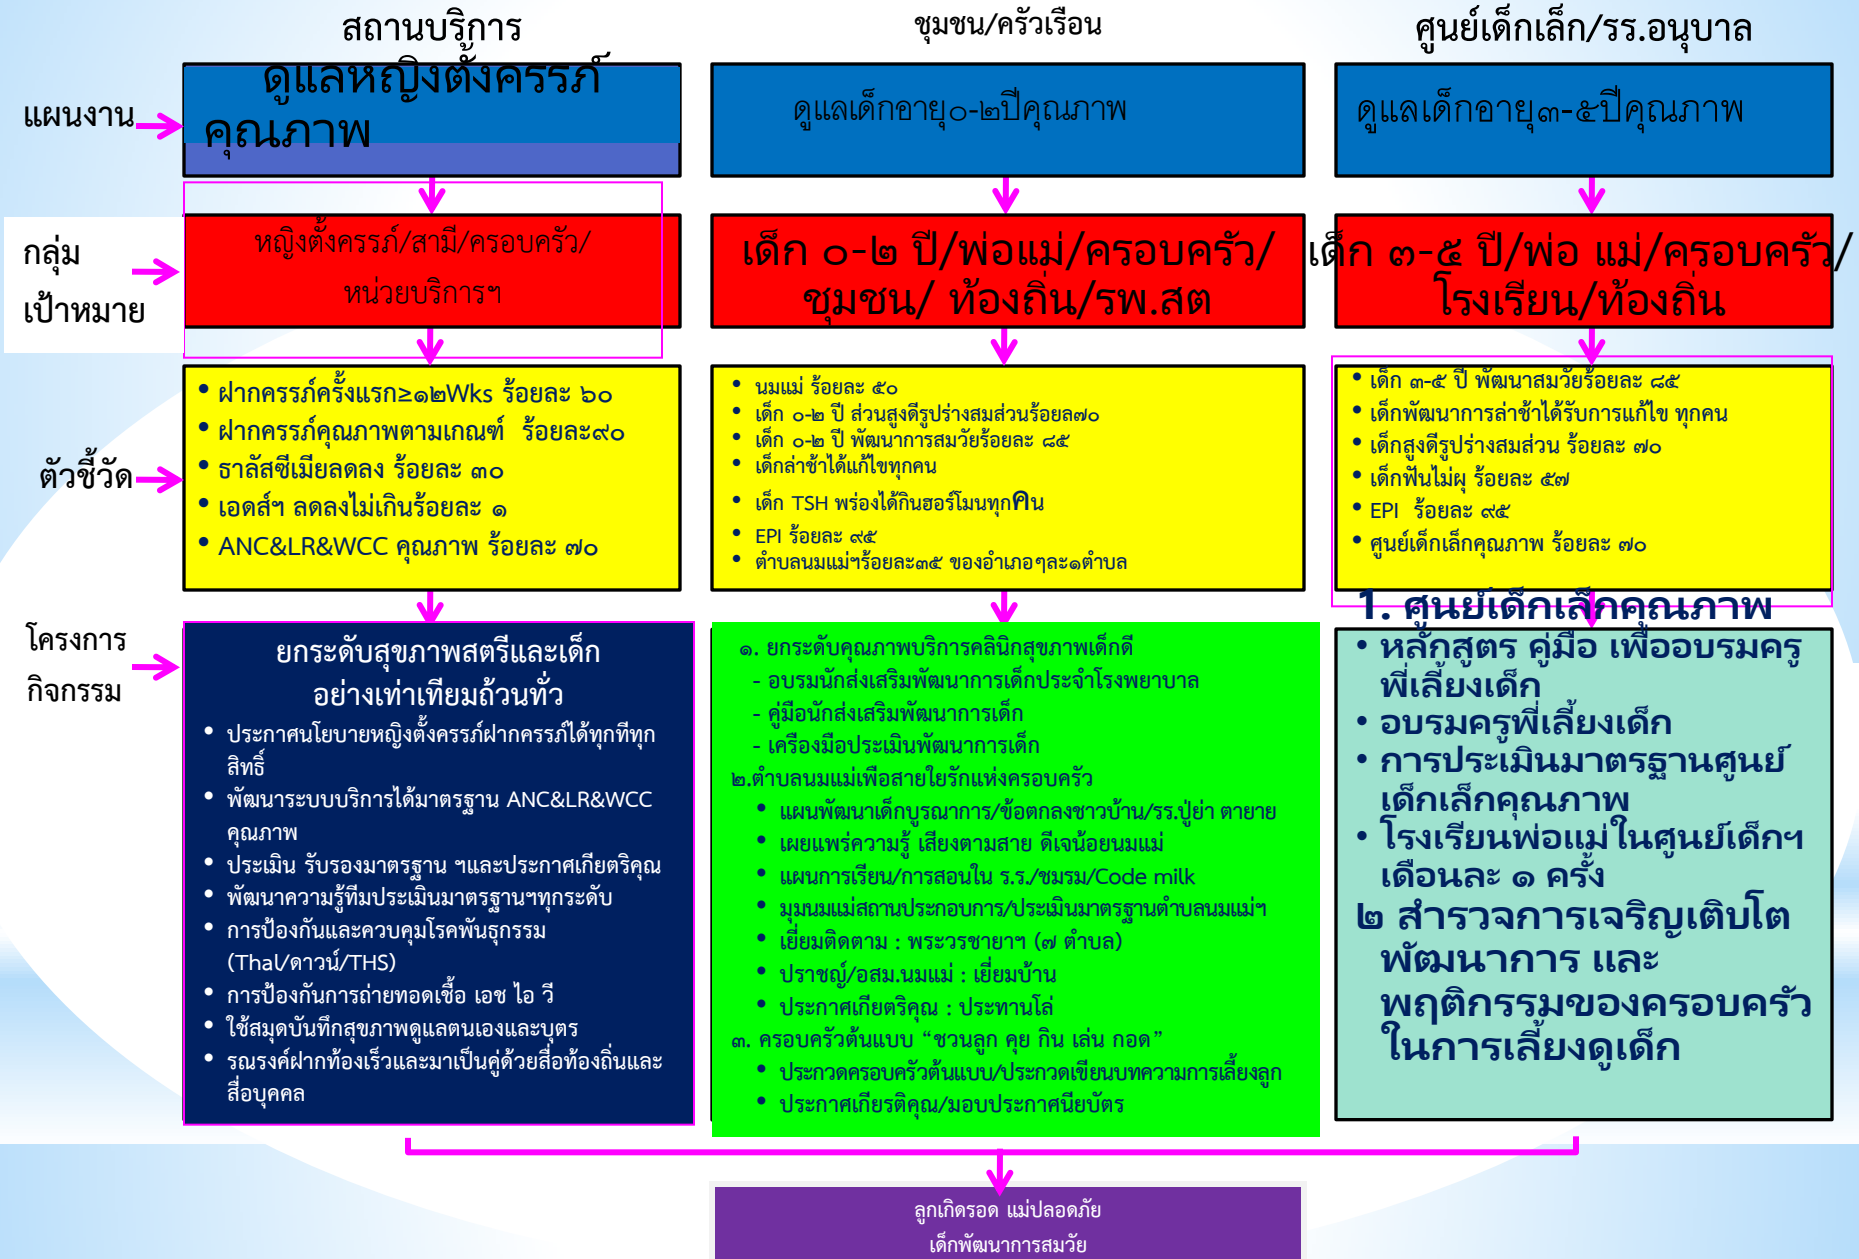 สถานบริการ
ชุมชน/ครัวเรือน
ศูนย์เด็กเล็ก/รร.อนุบาล
แผนงาน
ดูแลหญิงตั้งครรภ์
คุณภาพ
ดูแลเด็กอายุ๐-๒ปีคุณภาพ
ดูแลเด็กอายุ๓-๕ปีคุณภาพ
กลุ่ม
เป้าหมาย
หญิงตั้งครรภ์/สามี/ครอบครัว/
หน่วยบริการฯ
เด็ก ๐-๒ ปี/พ่อแม่/ครอบครัว/
ชุมชน/ ท้องถิ่น/รพ.สต
เด็ก ๓-๕ ปี/พ่อ แม่/ครอบครัว/
โรงเรียน/ท้องถิ่น
ตัวชี้วัด
• ฝากครรภ์ครั้งแรก≥๑๒Wks ร้อยละ ๖๐
• ฝากครรภ์คุณภาพตามเกณฑ์ ร้อยละ๙๐
• ธาลัสซีเมียลดลง ร้อยละ ๓๐
• เอดส์ฯ ลดลงไม่เกินร้อยละ ๑
• ANC&LR&WCC คุณภาพ ร้อยละ ๗๐
• นมแม่ ร้อยละ ๕๐
• เด็ก ๐-๒ ปี ส่วนสูงดีรูปร่างสมส่วนร้อยล๗๐
• เด็ก ๐-๒ ปี พัฒนาการสมวัยร้อยละ ๘๕
• เด็กล่าช้าได้แก้ไขทุกคน
• เด็ก TSH พร่องได้กินฮอร์โมนทุกคน
• EPI ร้อยละ ๙๕
• ตำบลนมแม่ฯร้อยละ๓๕ ของอำเภอๆละ๑ตำบล
• เด็ก ๓-๕ ปี พัฒนาสมวัยร้อยละ ๘๕
• เด็กพัฒนาการล่าช้าได้รับการแก้ไข ทุกคน
• เด็กสูงดีรูปร่างสมส่วน ร้อยละ ๗๐
• เด็กฟันไม่ผุ ร้อยละ ๕๗
• EPI ร้อยละ ๙๕
• ศูนย์เด็กเล็กคุณภาพ ร้อยละ ๗๐
โครงการ
กิจกรรม
ยกระดับสุขภาพสตรีและเด็ก
อย่างเท่าเทียมถ้วนทั่ว
• ประกาศนโยบายหญิงตั้งครรภ์ฝากครรภ์ได้ทุกที่ทุก
สิทธิ์
• พัฒนาระบบบริการได้มาตรฐาน ANC&LR&WCC
คุณภาพ
• ประเมิน รับรองมาตรฐาน ฯและประกาศเกียตริคุณ
• พัฒนาความรู้ทีมประเมินมาตรฐานฯทุกระดับ
• การป้องกันและควบคุมโรคพันธุกรรม
(Thal/ดาวน์/THS)
• การป้องกันการถ่ายทอดเชื้อ เอช ไอ วี
• ใช้สมุดบันทึกสุขภาพดูแลตนเองและบุตร
• รณรงค์ฝากท้องเร็วและมาเป็นคู่ด้วยสื่อท้องถิ่นและ
สื่อบุคคล
๑. ยกระดับคุณภาพบริการคลินิกสุขภาพเด็กดี
- อบรมนักส่งเสริมพัฒนาการเด็กประจำโรงพยาบาล
- คู่มือนักส่งเสริมพัฒนาการเด็ก
- เครื่องมือประเมินพัฒนาการเด็ก
๒.ตำบลนมแม่เพื่อสายใยรักแห่งครอบครัว
• แผนพัฒนาเด็กบูรณาการ/ข้อตกลงชาวบ้าน/รร.ปู่ย่า ตายาย
• เผยแพร่ความรู้ เสียงตามสาย ดีเจน้อยนมแม่
• แผนการเรียน/การสอนใน ร.ร./ชมรม/Code milk
• มุมนมแม่สถานประกอบการ/ประเมินมาตรฐานตำบลนมแม่ฯ
• เยี่ยมติดตาม : พระวรชายาฯ (๗ ตำบล)
• ปราชญ์/อสม.นมแม่ : เยี่ยมบ้าน
• ประกาศเกียตริคุณ : ประทานโล่
๓. ครอบครัวต้นแบบ “ชวนลูก คุย กิน เล่น กอด”
• ประกวดครอบครัวต้นแบบ/ประกวดเขียนบทความการเลี้ยงลูก
• ประกาศเกียรติคุณ/มอบประกาศนียบัตร
1. ศูนย์เด็กเล็กคุณภาพ
• หลักสูตร คู่มือ เพื่ออบรมครู
พี่เลี้ยงเด็ก
• อบรมครูพี่เลี้ยงเด็ก
• การประเมินมาตรฐานศูนย์
เด็กเล็กคุณภาพ
• โรงเรียนพ่อแม่ในศูนย์เด็กฯ
เดือนละ ๑ ครั้ง
๒ สำรวจการเจริญเติบโต
พัฒนาการ และ
พฤติกรรมของครอบครัว
ในการเลี้ยงดูเด็ก
ลูกเกิดรอด แม่ปลอดภัย
เด็กพัฒนาการสมวัย